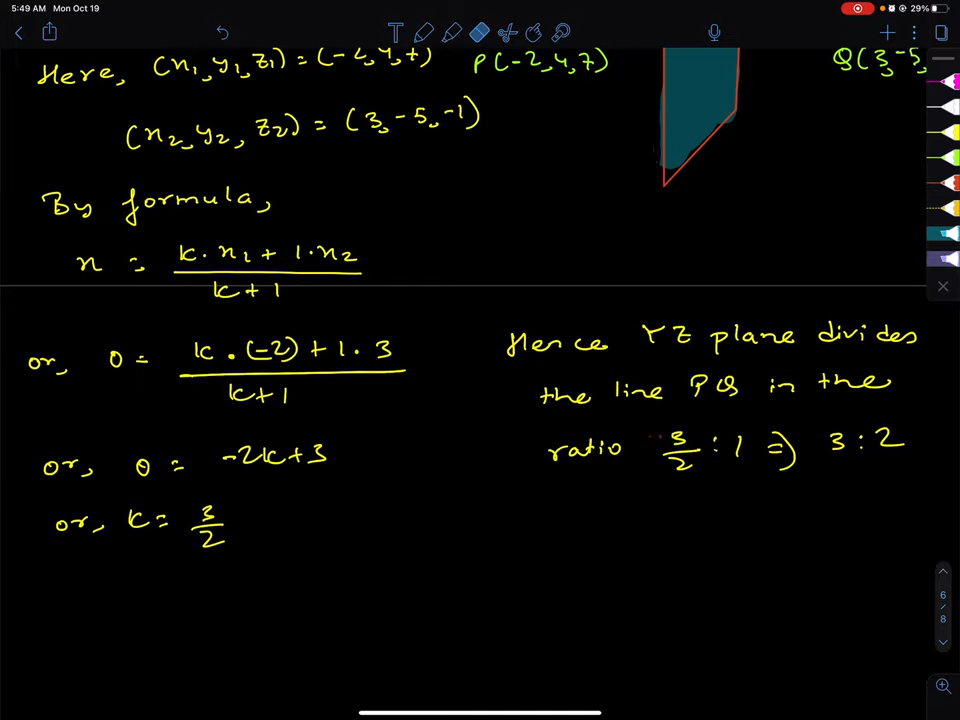 5:49 AM Mon Oct 19
29%
Here, (x₁, y₁, z₁) = (-2, 4, 7) P(-2, 4, 7) Q(3, -5,
(x₂, y₂, z₂) = (3, -5, -1)
By formula,
x = (k·x₁ + 1·x₂)/(k+1)
or, 0 = (k·(-2) + 1·3)/(k+1)
or, 0 = -2k+3
or, k = 3/2
Hence YZ plane divides
the line PQ in the
ratio 3/2 : 1 ⇒ 3 : 2
6
/
8